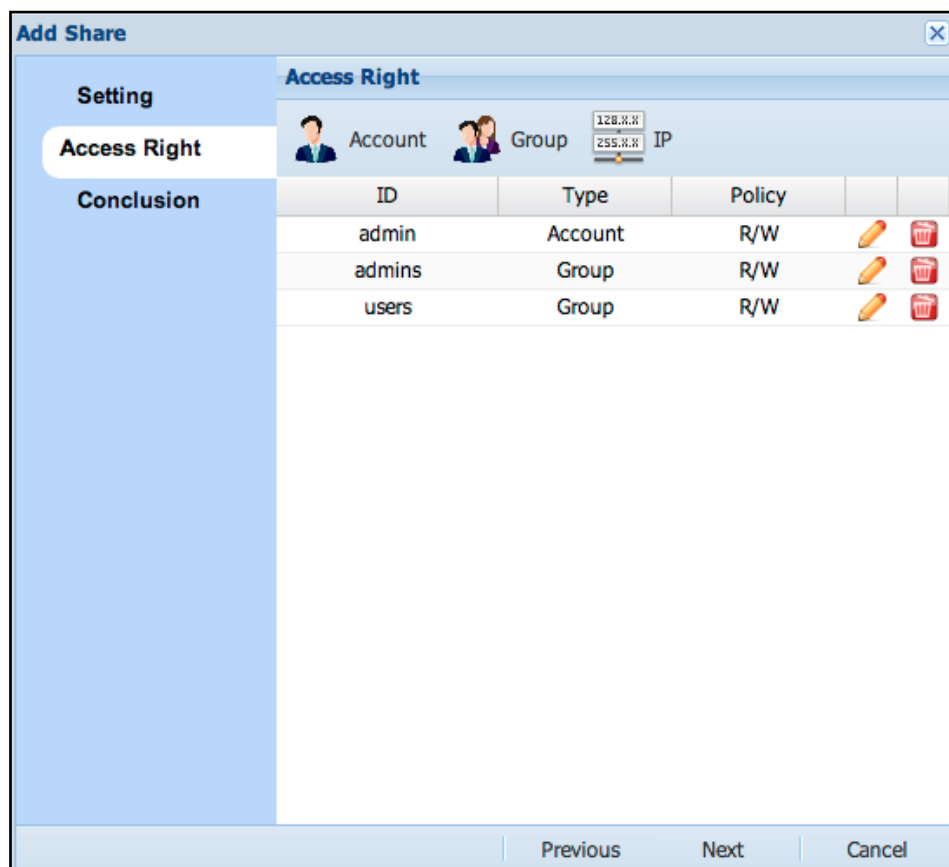 Add Share
Setting
Access Right
Conclusion
Access Right
Account Group 128.X.X 255.X.X IP
ID Type Policy
admin Account R/W
admins Group R/W
users Group R/W
Previous Next Cancel